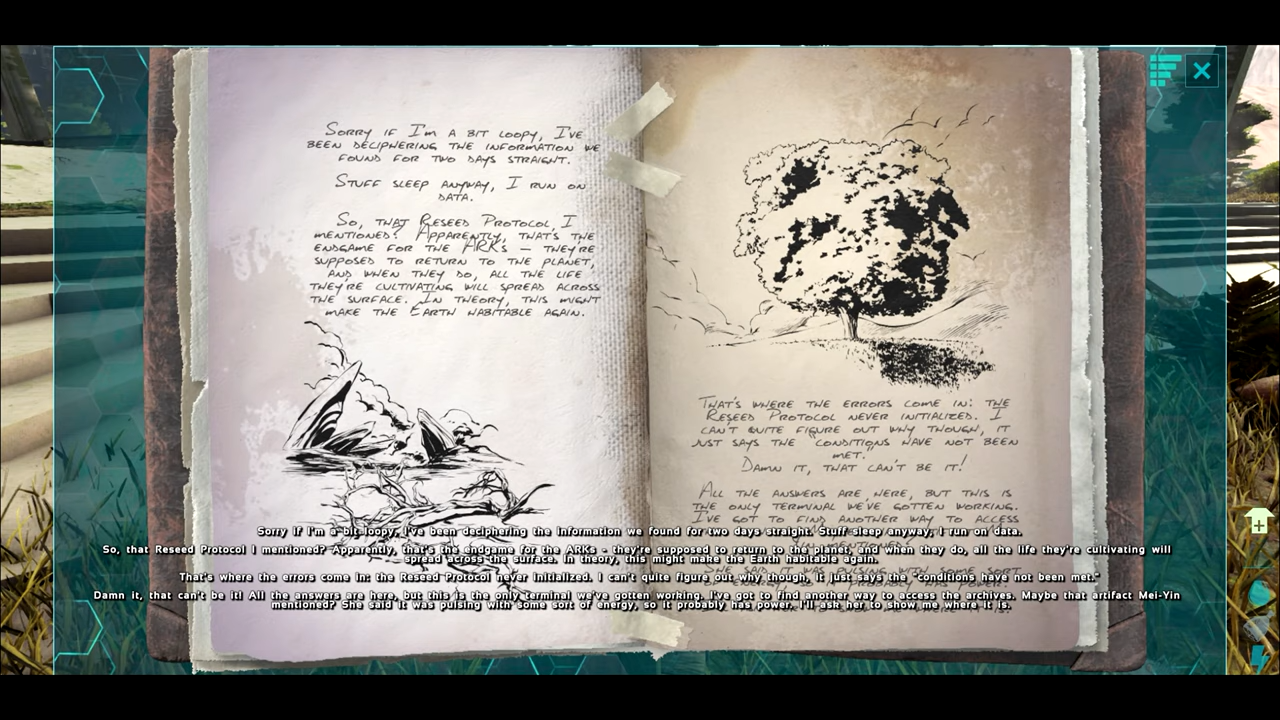 Sorry if I'm a bit loopy, I've
been deciphering the information we
found for two days straight.
Stuff sleep anyway, I run on
data.
So, that Reseed Protocol I
mentioned? Apparently, that's the
endgame for the ARKs – they're
supposed to return to the planet,
and when they do, all the life
they're cultivating will spread across
the surface. In theory, this might
make the Earth habitable again.
That's where the errors come in: the
Reseed Protocol never initialized. I
can't quite figure out why though, it
just says the "conditions have not been
met."
Damn it, that can't be it!
All the answers are here, but this is
the only terminal we've gotten working.
I've got to find another way to access
She said it was pulsing with some sort
Sorry if I'm a bit loopy, I've been deciphering the information we found for two days straight. Stuff sleep anyway, I run on data.
So, that Reseed Protocol I mentioned? Apparently, that's the endgame for the ARKs - they're supposed to return to the planet, and when they do, all the life they're cultivating will
spread across the surface. In theory, this might make the Earth habitable again.
That's where the errors come in: the Reseed Protocol never initialized. I can't quite figure out why though, it just says the "conditions have not been met."
Damn it, that can't be it! All the answers are here, but this is the only terminal we've gotten working. I've got to find another way to access the archives. Maybe that artifact Mei-Yin
mentioned? She said it was pulsing with some sort of energy, so it probably has power. I'll ask her to show me where it is.